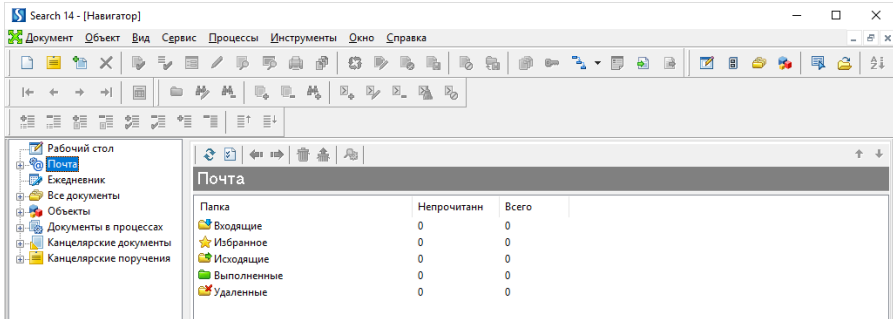 Search 14 - [Навигатор]
Документ Объект Вид Сервис Процессы Инструменты Окно Справка
Рабочий стол
Почта
Ежедневник
Все документы
Объекты
Документы в процессах
Канцелярские документы
Канцелярские поручения
Почта
Папка Непрочитанн Всего
Входящие 0 0
Избранное 0 0
Исходящие 0 0
Выполненные 0 0
Удаленные 0 0